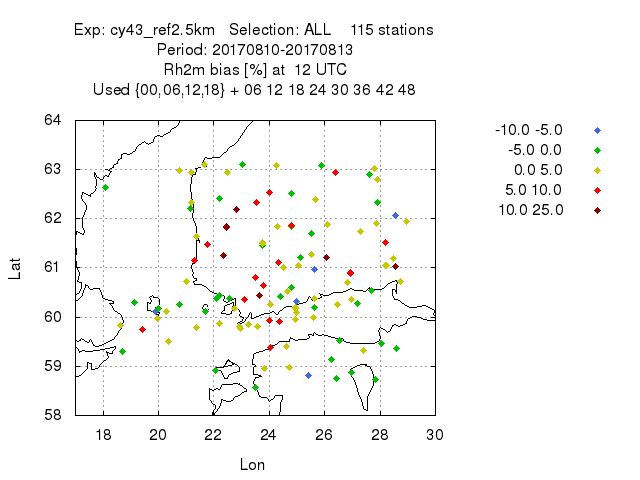 Exp: cy43_ref2.5km Selection: ALL 115 stations
Period: 20170810-20170813
Rh2m bias [%] at 12 UTC
Used {00,06,12,18} + 06 12 18 24 30 36 42 48
64
63
62
61
60
59
58
Lat
18 20 22 24 26 28 30
Lon
-10.0 -5.0
-5.0 0.0
0.0 5.0
5.0 10.0
10.0 25.0